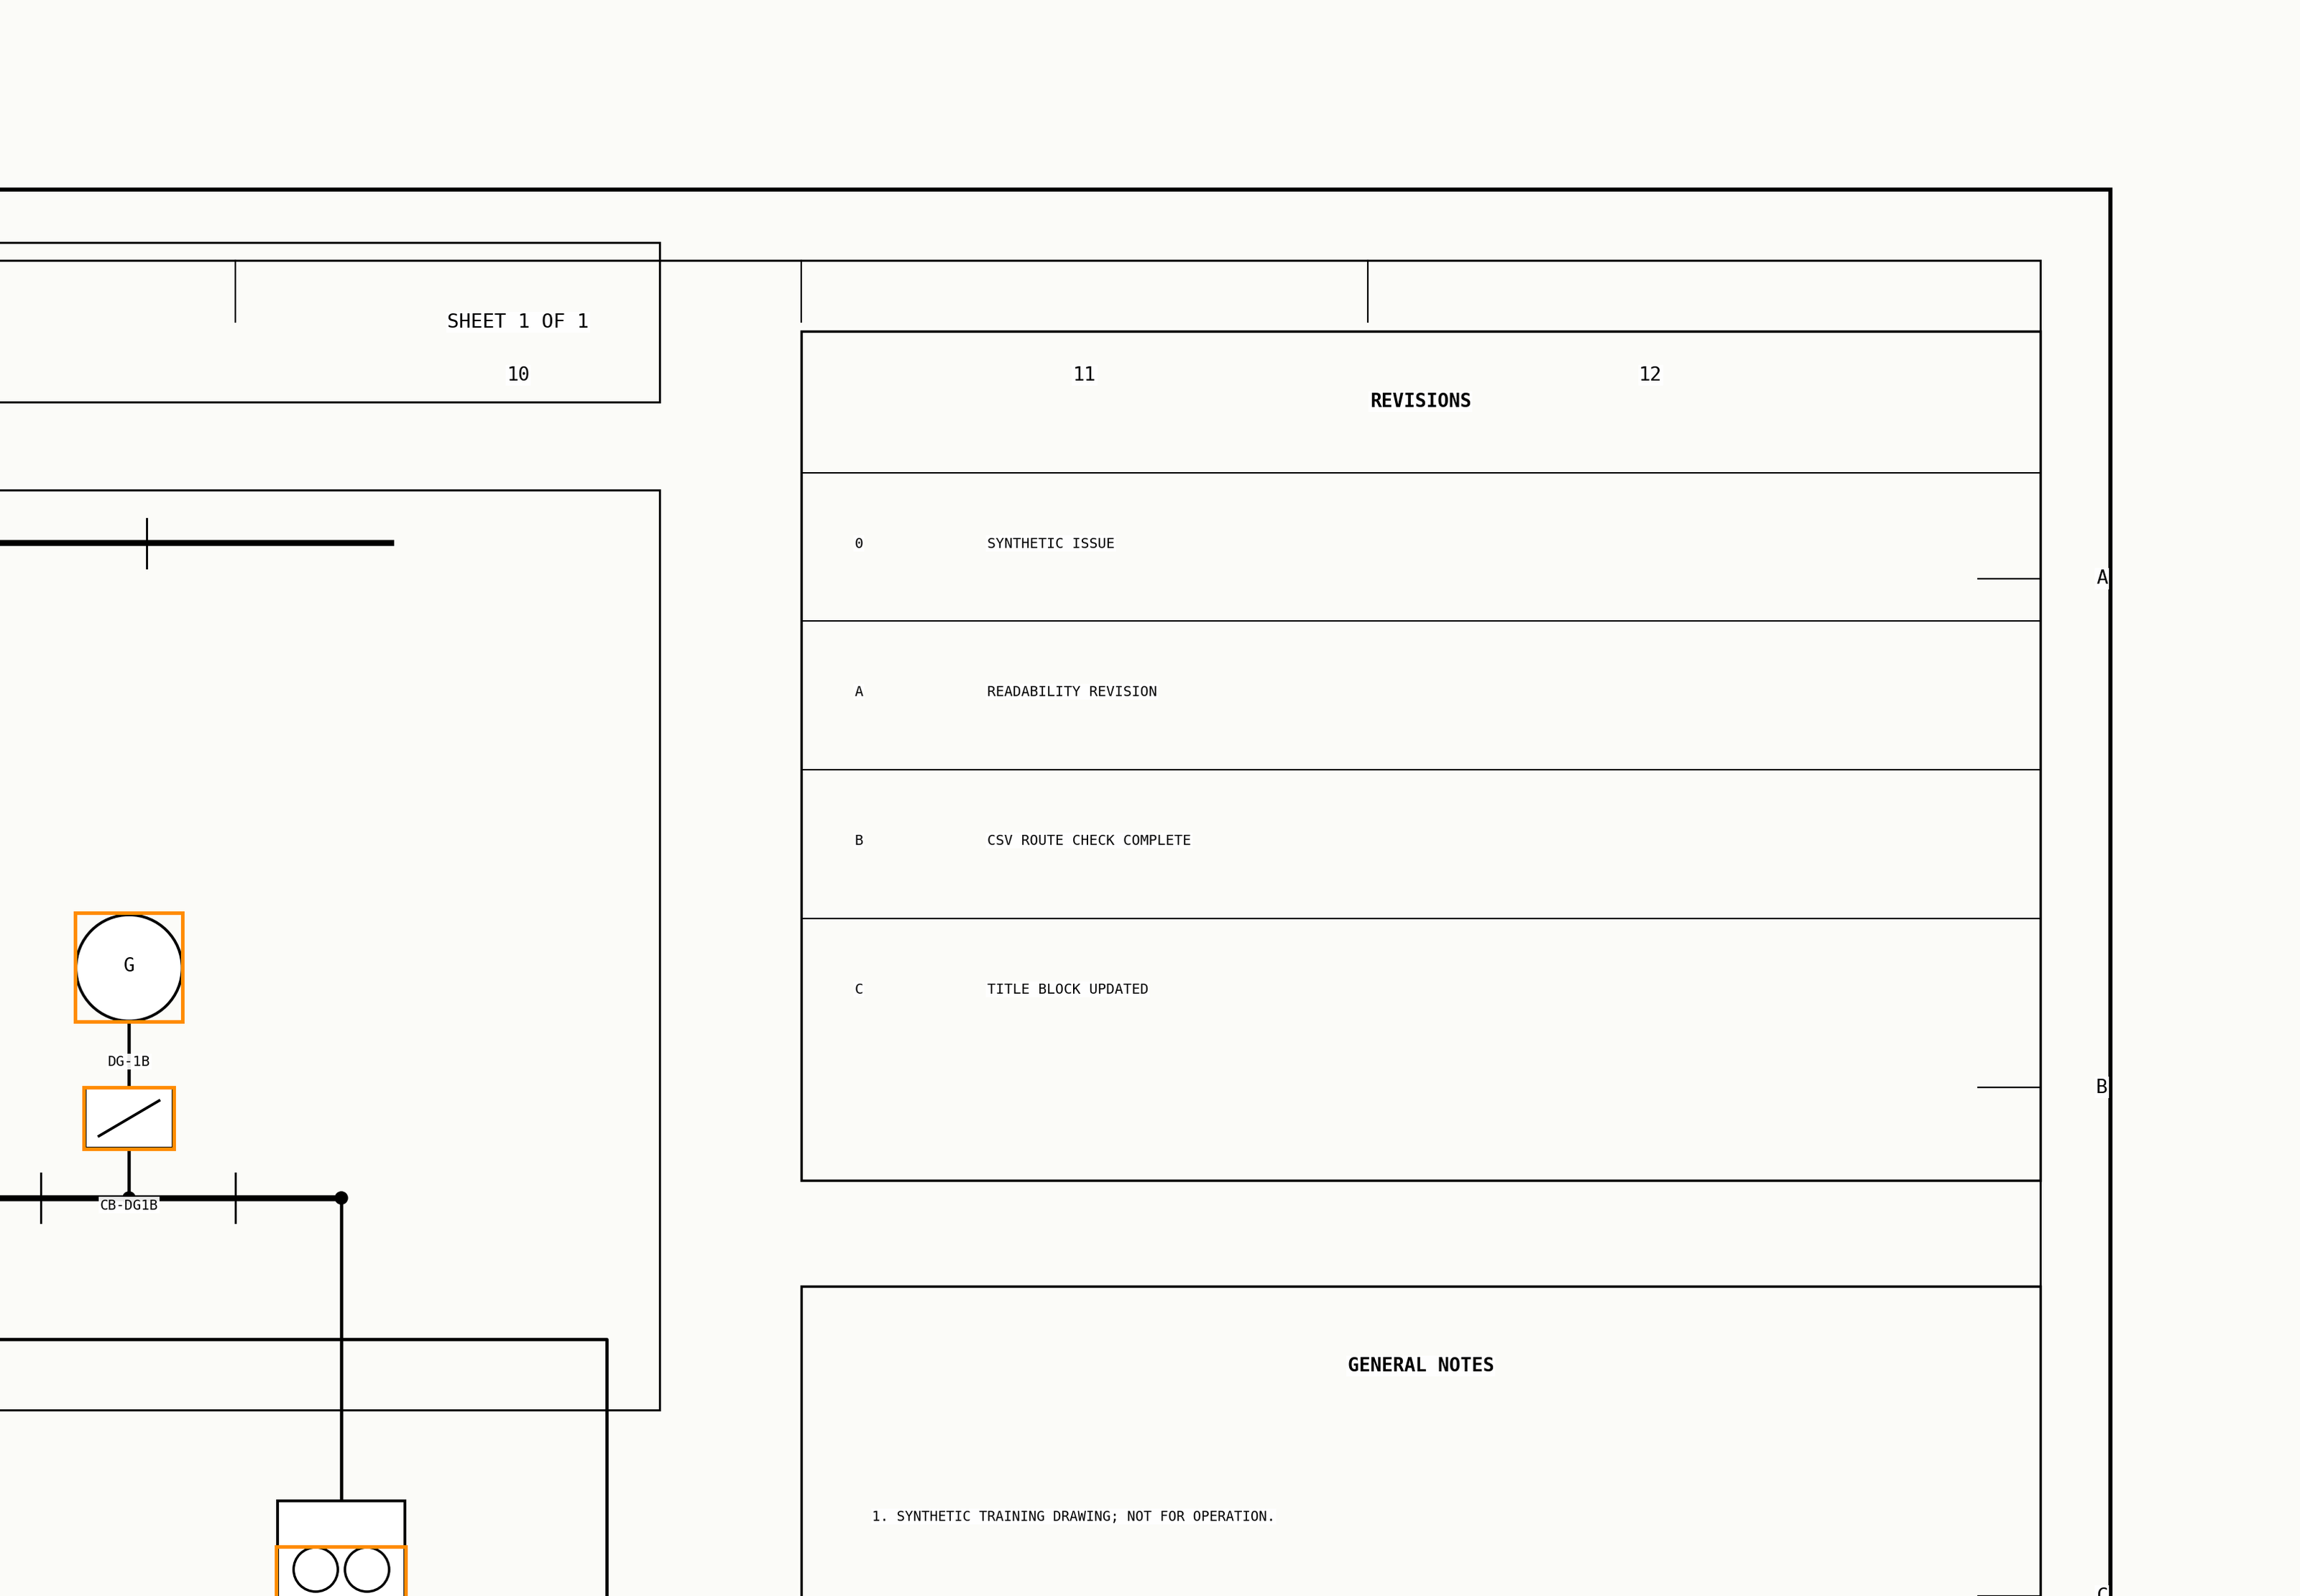 SHEET 1 OF 1
10
11
12
REVISIONS
0 SYNTHETIC ISSUE
A
A READABILITY REVISION
B CSV ROUTE CHECK COMPLETE
G
C TITLE BLOCK UPDATED
DG-1B
B
CB-DG1B
GENERAL NOTES
1. SYNTHETIC TRAINING DRAWING; NOT FOR OPERATION.
C